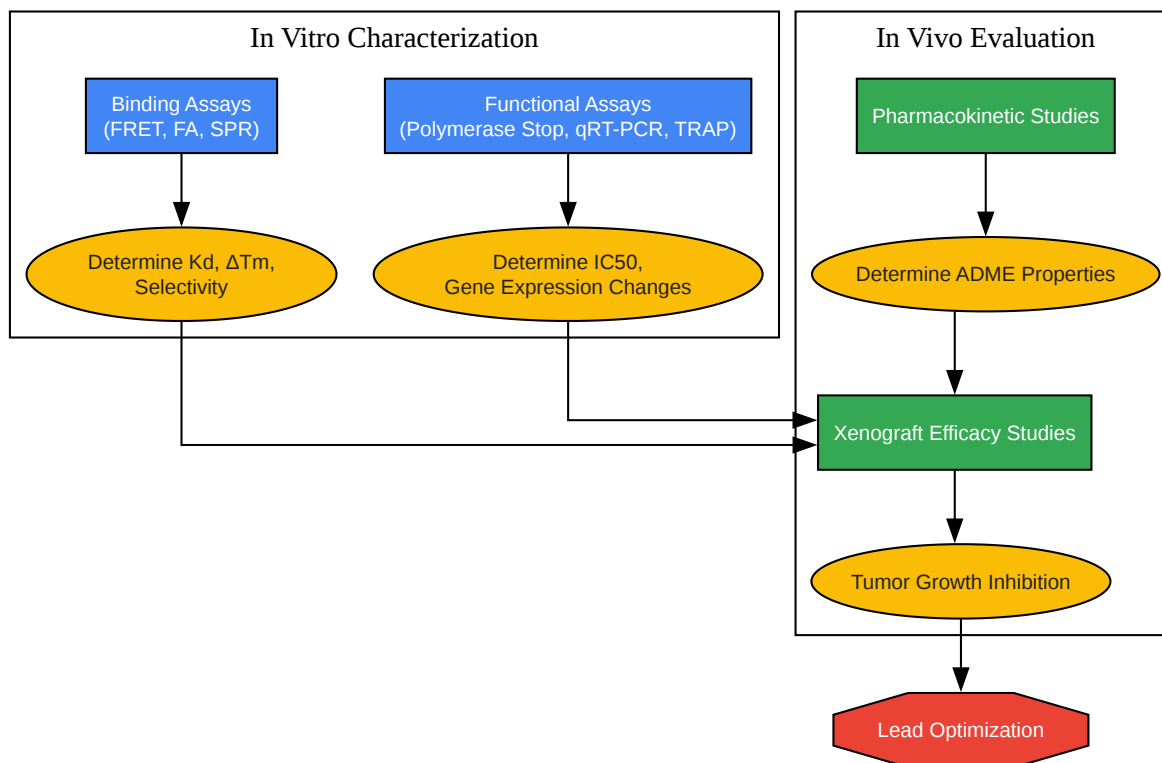 In Vitro Characterization
Binding Assays
(FRET, FA, SPR)
Functional Assays
(Polymerase Stop, qRT-PCR, TRAP)
Determine Kd, ΔTm,
Selectivity
Determine IC50,
Gene Expression Changes
In Vivo Evaluation
Pharmacokinetic Studies
Determine ADME Properties
Xenograft Efficacy Studies
Tumor Growth Inhibition
Lead Optimization